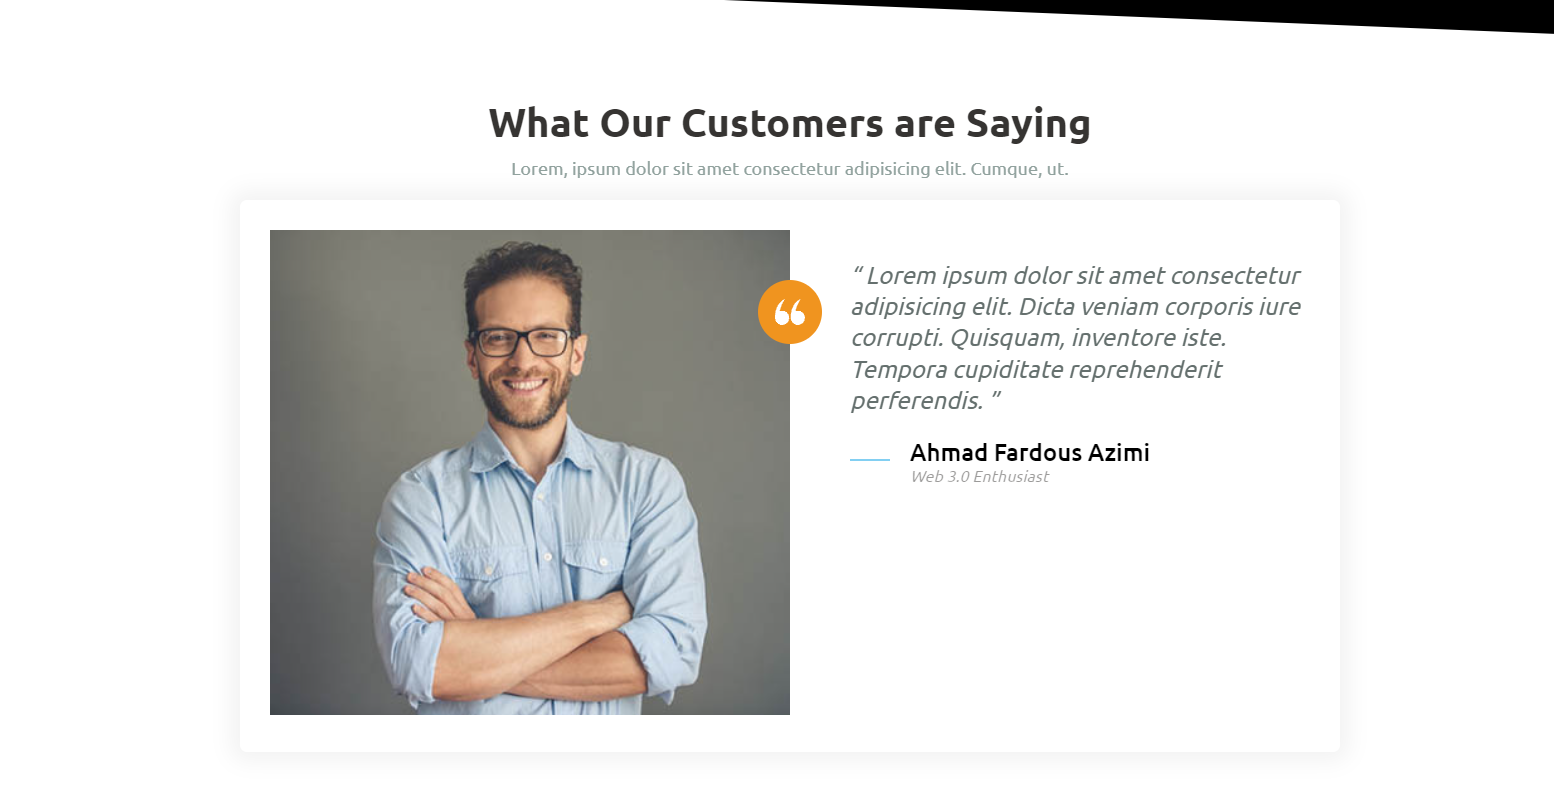 What Our Customers are Saying
Lorem, ipsum dolor sit amet consectetur adipisicing elit. Cumque, ut.
“ Lorem ipsum dolor sit amet consectetur
adipisicing elit. Dicta veniam corporis iure
corrupti. Quisquam, inventore iste.
Tempora cupiditate reprehenderit
perferendis. ”
Ahmad Fardous Azimi
Web 3.0 Enthusiast